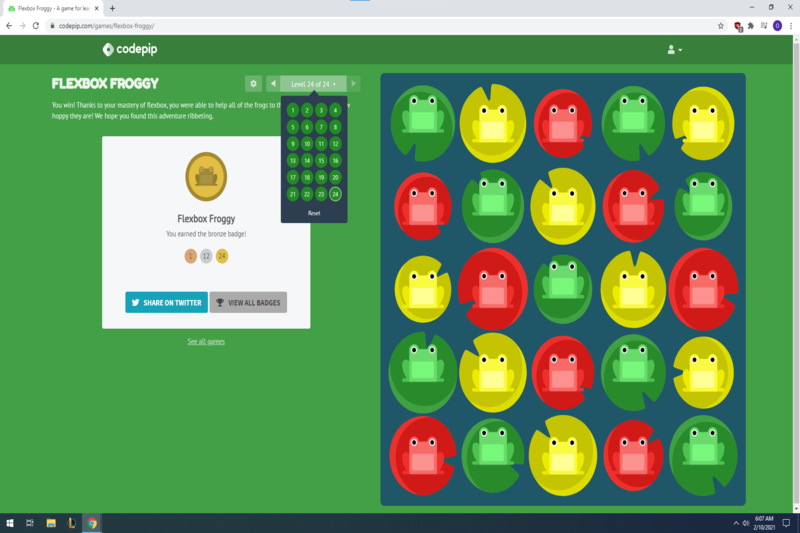 Flexbox Froggy - A game for lea
codepip.com/games/flexbox-froggy/
codepip
FLEXBOX FROGGY
Level 24 of 24
You win! Thanks to your mastery of flexbox, you were able to help all of the frogs to th
happy they are! We hope you found this adventure ribbeting.
1 2 3 4
5 6 7 8
9 10 11 12
13 14 15 16
17 18 19 20
21 22 23 24
Reset
Flexbox Froggy
You earned the bronze badge!
1 12 24
SHARE ON TWITTER
VIEW ALL BADGES
See all games
6:07 AM
2/10/2021